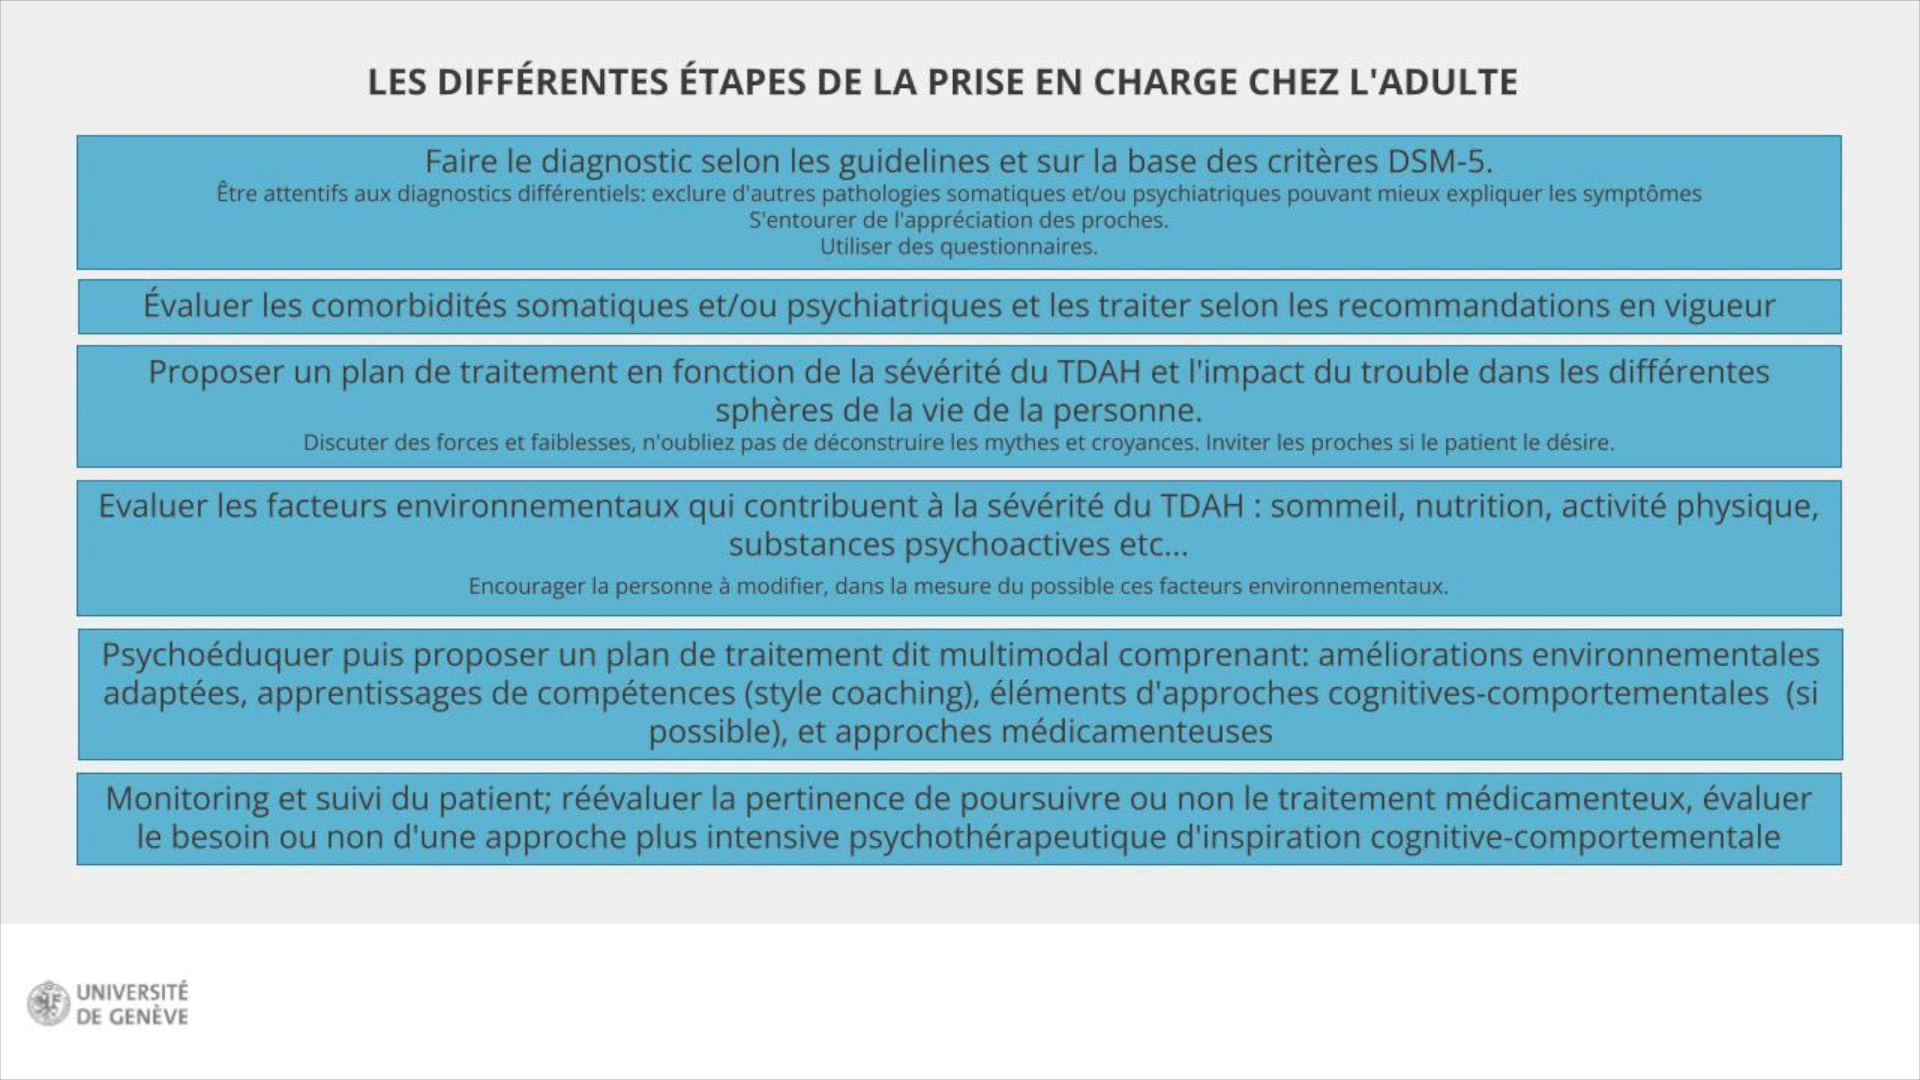 LES DIFFÉRENTES ÉTAPES DE LA PRISE EN CHARGE CHEZ L'ADULTE
Faire le diagnostic selon les guidelines et sur la base des critères DSM-5.
Être attentifs aux diagnostics différentiels: exclure d'autres pathologies somatiques et/ou psychiatriques pouvant mieux expliquer les symptômes
S'entourer de l'appréciation des proches.
Utiliser des questionnaires.
Évaluer les comorbidités somatiques et/ou psychiatriques et les traiter selon les recommandations en vigueur
Proposer un plan de traitement en fonction de la sévérité du TDAH et l'impact du trouble dans les différentes
sphères de la vie de la personne.
Discuter des forces et faiblesses, n'oubliez pas de déconstruire les mythes et croyances. Inviter les proches si le patient le désire.
Evaluer les facteurs environnementaux qui contribuent à la sévérité du TDAH : sommeil, nutrition, activité physique,
substances psychoactives etc...
Encourager la personne à modifier, dans la mesure du possible ces facteurs environnementaux.
Psychoéduquer puis proposer un plan de traitement dit multimodal comprenant: améliorations environnementales
adaptées, apprentissages de compétences (style coaching), éléments d'approches cognitives-comportementales (si
possible), et approches médicamenteuses
Monitoring et suivi du patient; réévaluer la pertinence de poursuivre ou non le traitement médicamenteux, évaluer
le besoin ou non d'une approche plus intensive psychothérapeutique d'inspiration cognitive-comportementale
UNIVERSITÉ
DE GENÈVE